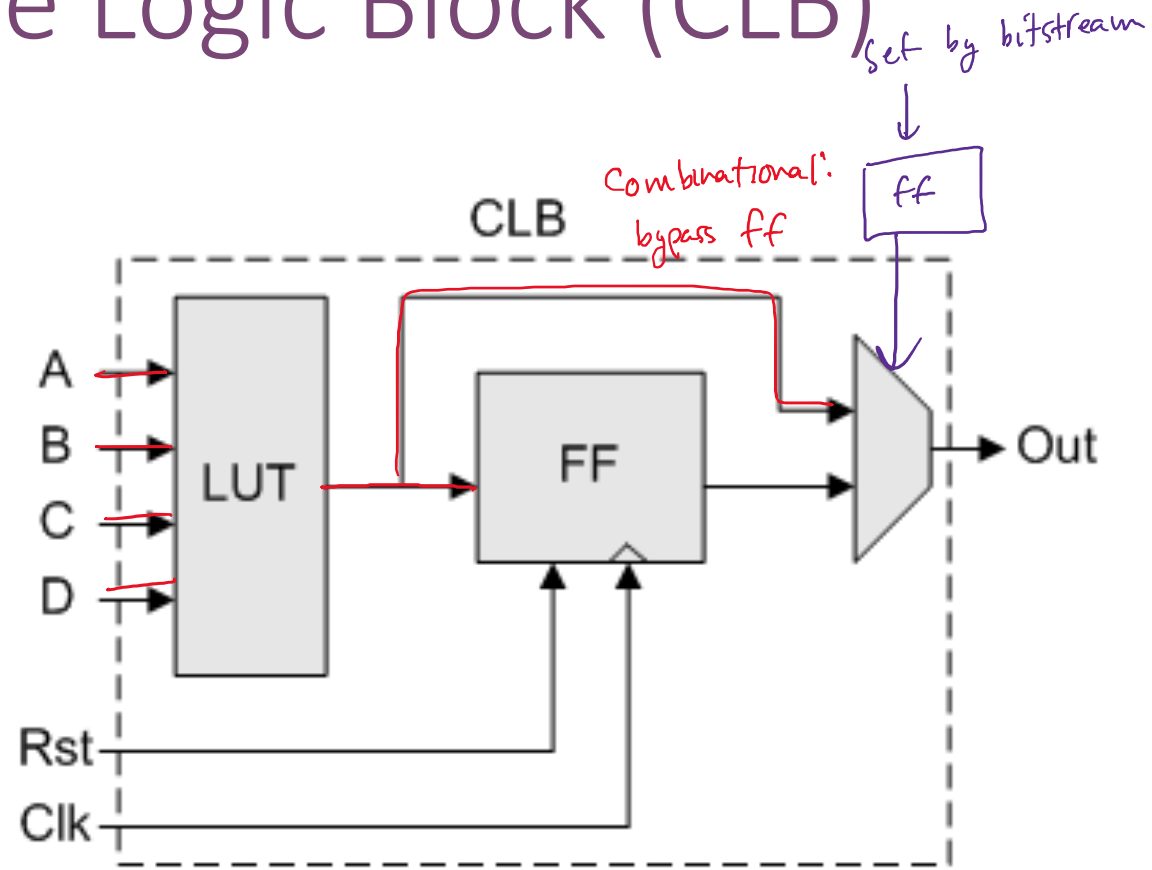 e Logic Block (CLB)
Set by bitstream
ff
Combinational:
bypass ff
CLB
A
B
C
D
LUT
FF
Out
Rst
Clk